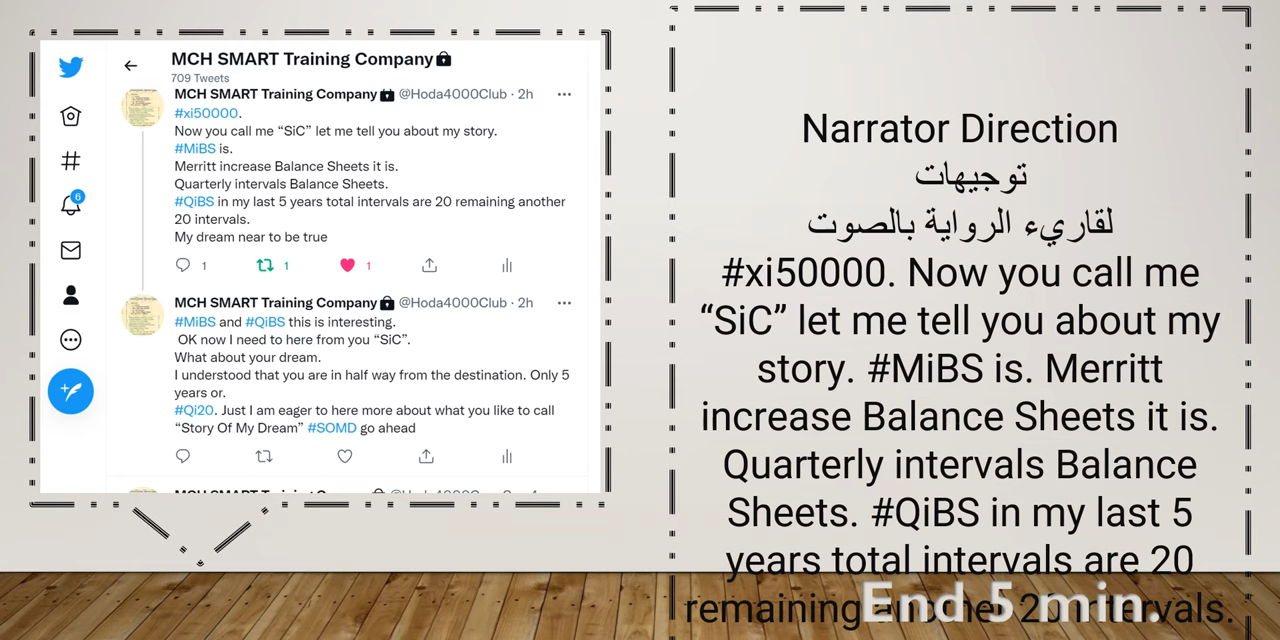 MCH SMART Training Company
709 Tweets
MCH SMART Training Company @Hoda4000Club · 2h
#xi50000.
Now you call me “SiC” let me tell you about my story.
#MiBS is.
Merritt increase Balance Sheets it is.
Quarterly intervals Balance Sheets.
#QiBS in my last 5 years total intervals are 20 remaining another
20 intervals.
My dream near to be true
1 1 1
6
MCH SMART Training Company @Hoda4000Club · 2h
#MiBS and #QiBS this is interesting.
OK now I need to here from you “SiC”.
What about your dream.
I understood that you are in half way from the destination. Only 5
years or.
#Qi20. Just I am eager to here more about what you like to call
“Story Of My Dream” #SOMD go ahead
Narrator Direction
توجيهات
لقاريء الرواية بالصوت
#xi50000. Now you call me
“SiC” let me tell you about my
story. #MiBS is. Merritt
increase Balance Sheets it is.
Quarterly intervals Balance
Sheets. #QiBS in my last 5
years total intervals are 20
remaining another 20 intervals.
End 5 min.